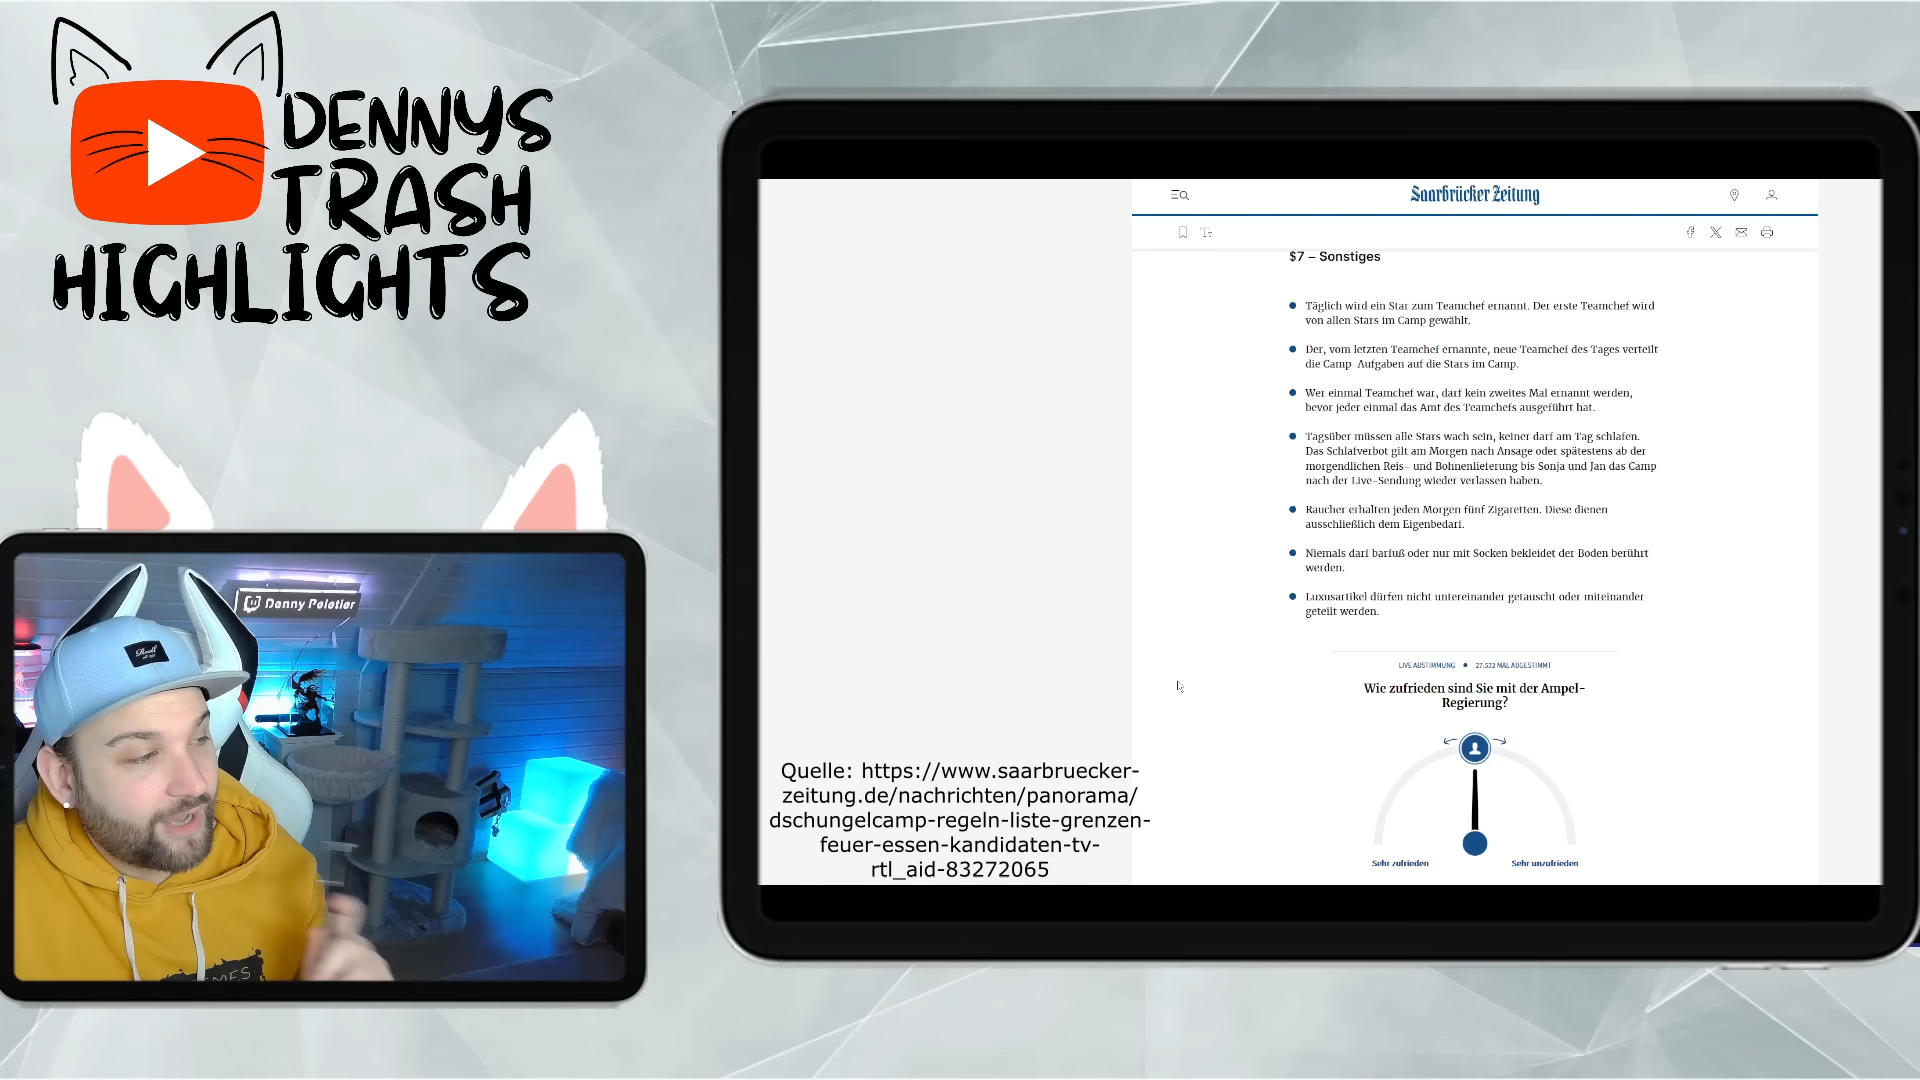 DENNYS
TRASH
HIGHLIGHTS
Saarbrücker Zeitung
$7 – Sonstiges
Täglich wird ein Star zum Teamchef ernannt. Der erste Teamchef wird
von allen Stars im Camp gewählt.
Der, vom letzten Teamchef ernannte, neue Teamchef des Tages verteilt
die Camp-Aufgaben auf die Stars im Camp.
Wer einmal Teamchef war, darf kein zweites Mal ernannt werden,
bevor jeder einmal das Amt des Teamchefs ausgeführt hat.
Tagsüber müssen alle Stars wach sein, keiner darf am Tag schlafen.
Das Schlafverbot gilt am Morgen nach Ansage oder spätestens ab der
morgendlichen Reis- und Bohnenlieferung bis Sonja und Jan das Camp
nach der Live-Sendung wieder verlassen haben.
Raucher erhalten jeden Morgen fünf Zigaretten. Diese dienen
ausschließlich dem Eigenbedarf.
Niemals darf barfuß oder nur mit Socken bekleidet der Boden berührt
werden.
Luxusartikel dürfen nicht untereinander getauscht oder miteinander
geteilt werden.
LIVE ABSTIMMUNG ● 27.532 MAL ABGESTIMMT
Wie zufrieden sind Sie mit der Ampel-
Regierung?
Sehr zufrieden
Sehr unzufrieden
Quelle: https://www.saarbruecker-
zeitung.de/nachrichten/panorama/
dschungelcamp-regeln-liste-grenzen-
feuer-essen-kandidaten-tv-
rtl_aid-83272065
Denny Peletier